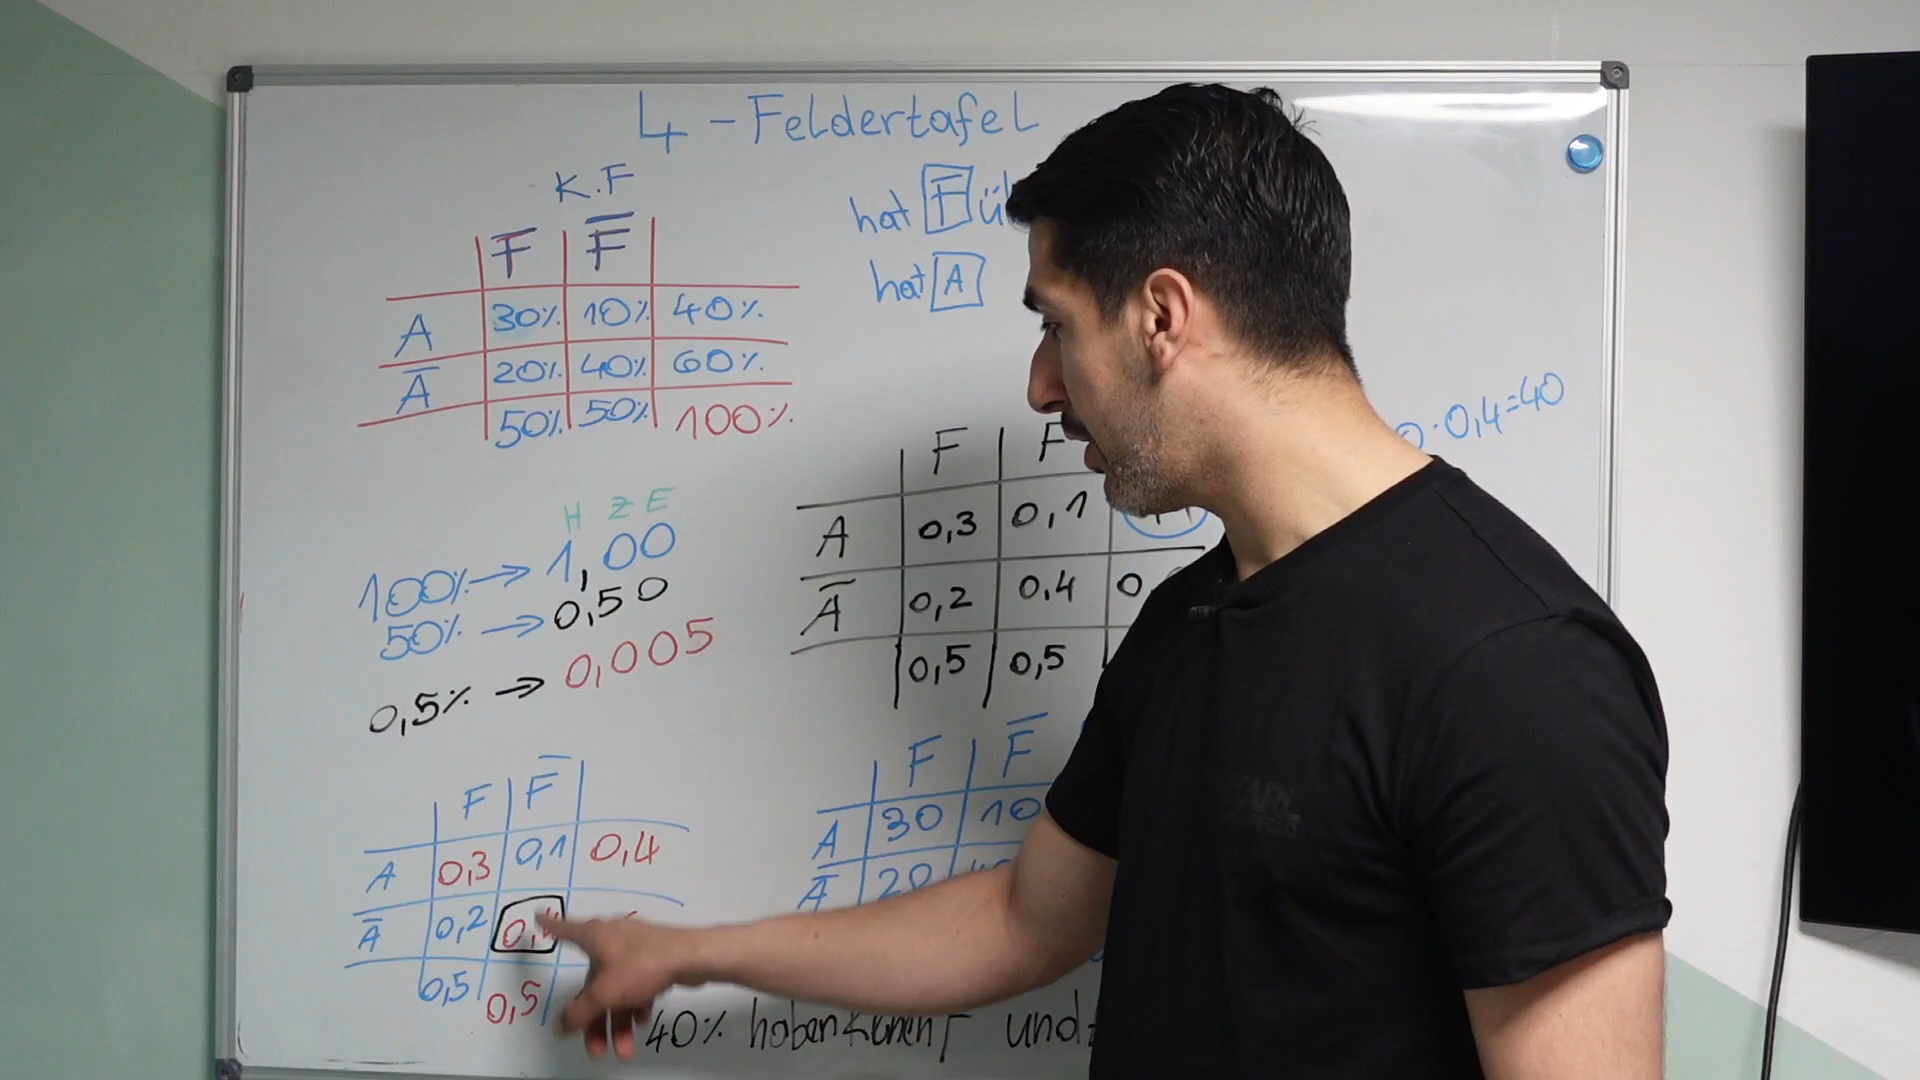 4 - Feldertafel
K.F
F F̅
A 30% 10% 40%
A̅ 20% 40% 60%
50% 50% 100%
hat F̅
hat A
0,4=40
H Z E
100% → 1,00
50% → 0,50
0,5% → 0,005
F F
A 0,3 0,1
A̅ 0,2 0,4
0,5 0,5
F F̅
A 0,3 0,1 0,4
A̅ 0,2 0,4
0,5 0,5
F F̅
A 30 10
A̅ 20
40% haben keinen F und